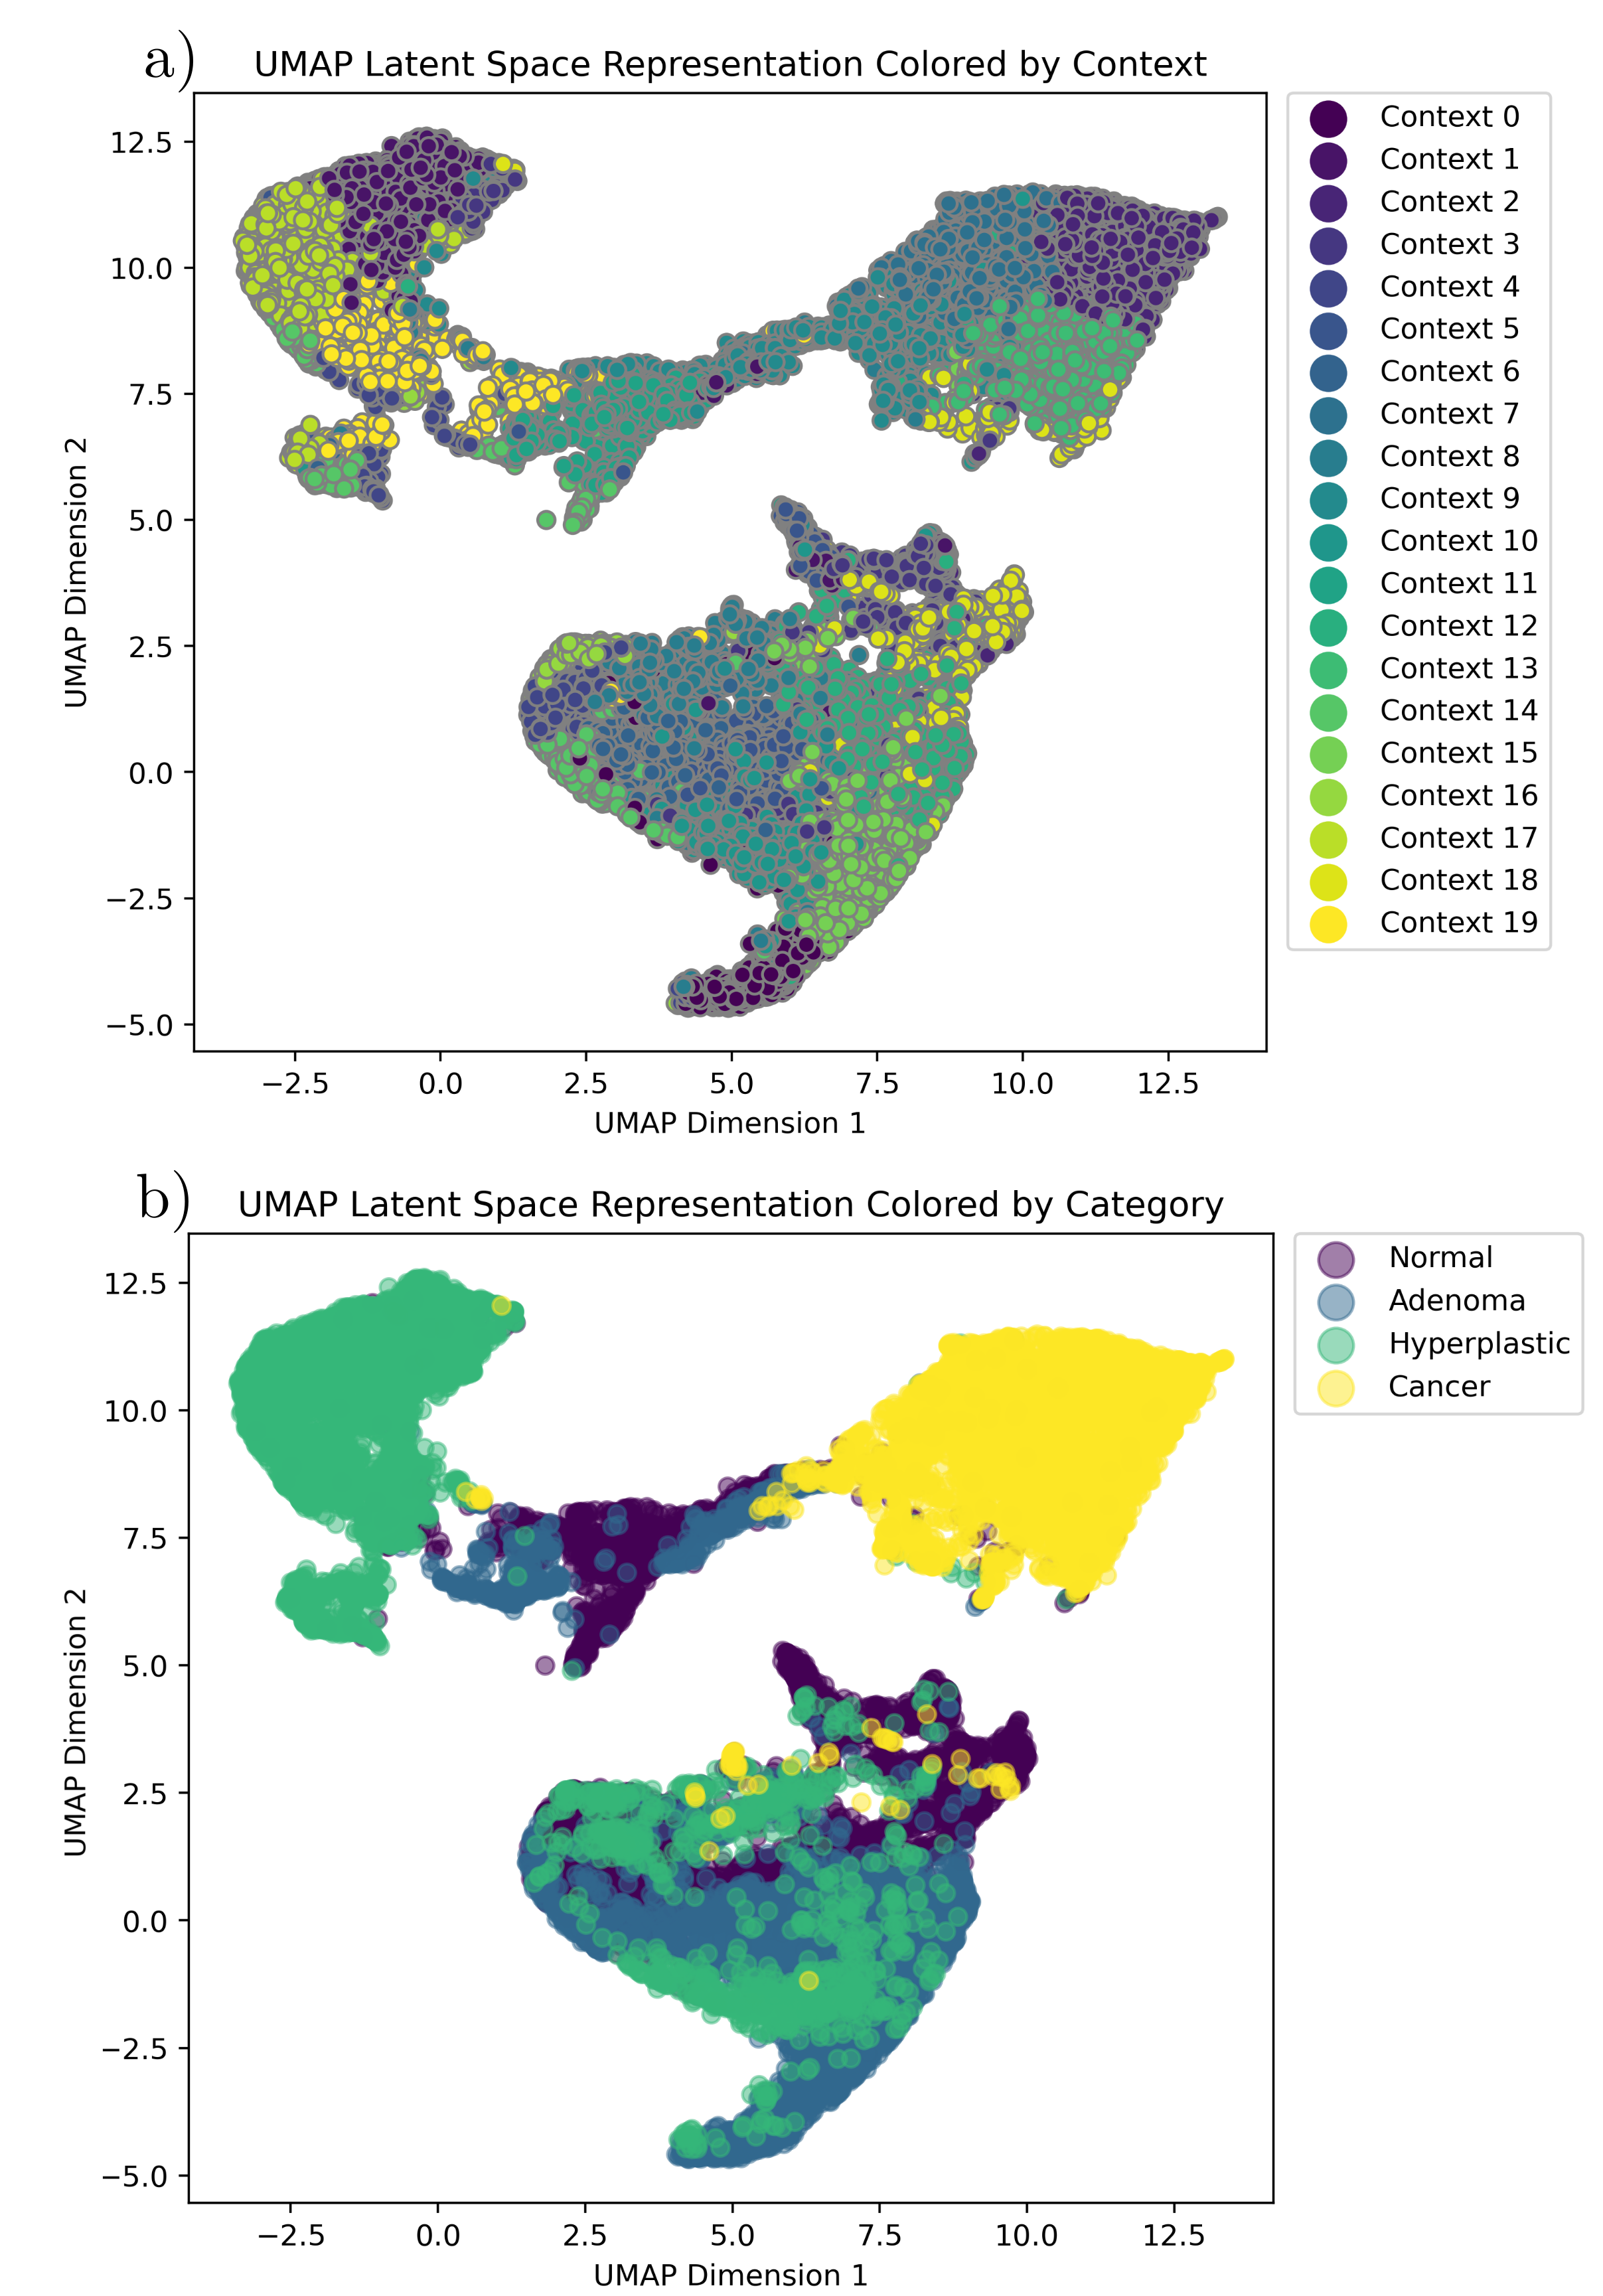 a)
UMAP Latent Space Representation Colored by Context
12.5
10.0
7.5
5.0
2.5
0.0
−2.5
−5.0
UMAP Dimension 2
−2.5 0.0 2.5 5.0 7.5 10.0 12.5
UMAP Dimension 1
Context 0
Context 1
Context 2
Context 3
Context 4
Context 5
Context 6
Context 7
Context 8
Context 9
Context 10
Context 11
Context 12
Context 13
Context 14
Context 15
Context 16
Context 17
Context 18
Context 19
b)
UMAP Latent Space Representation Colored by Category
12.5
10.0
7.5
5.0
2.5
0.0
−2.5
−5.0
UMAP Dimension 2
−2.5 0.0 2.5 5.0 7.5 10.0 12.5
UMAP Dimension 1
Normal
Adenoma
Hyperplastic
Cancer